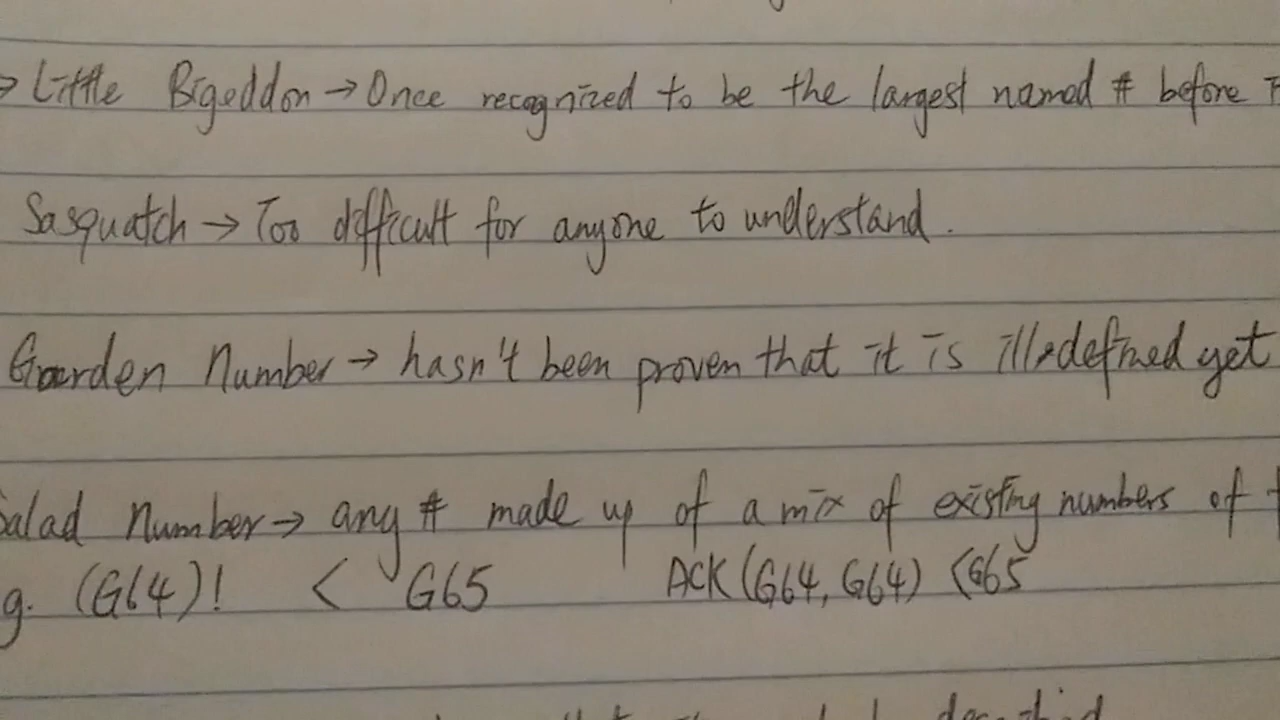 → Little Bigeddon → Once recognized to be the largest named # before
Sasquatch → Too difficult for anyone to understand.
Garden Number → hasn't been proven that it is ill-defined yet
Salad Number → any # made up of a mix of existing numbers of
g. (G64)! < G65 ACK (G64, G64) < G65